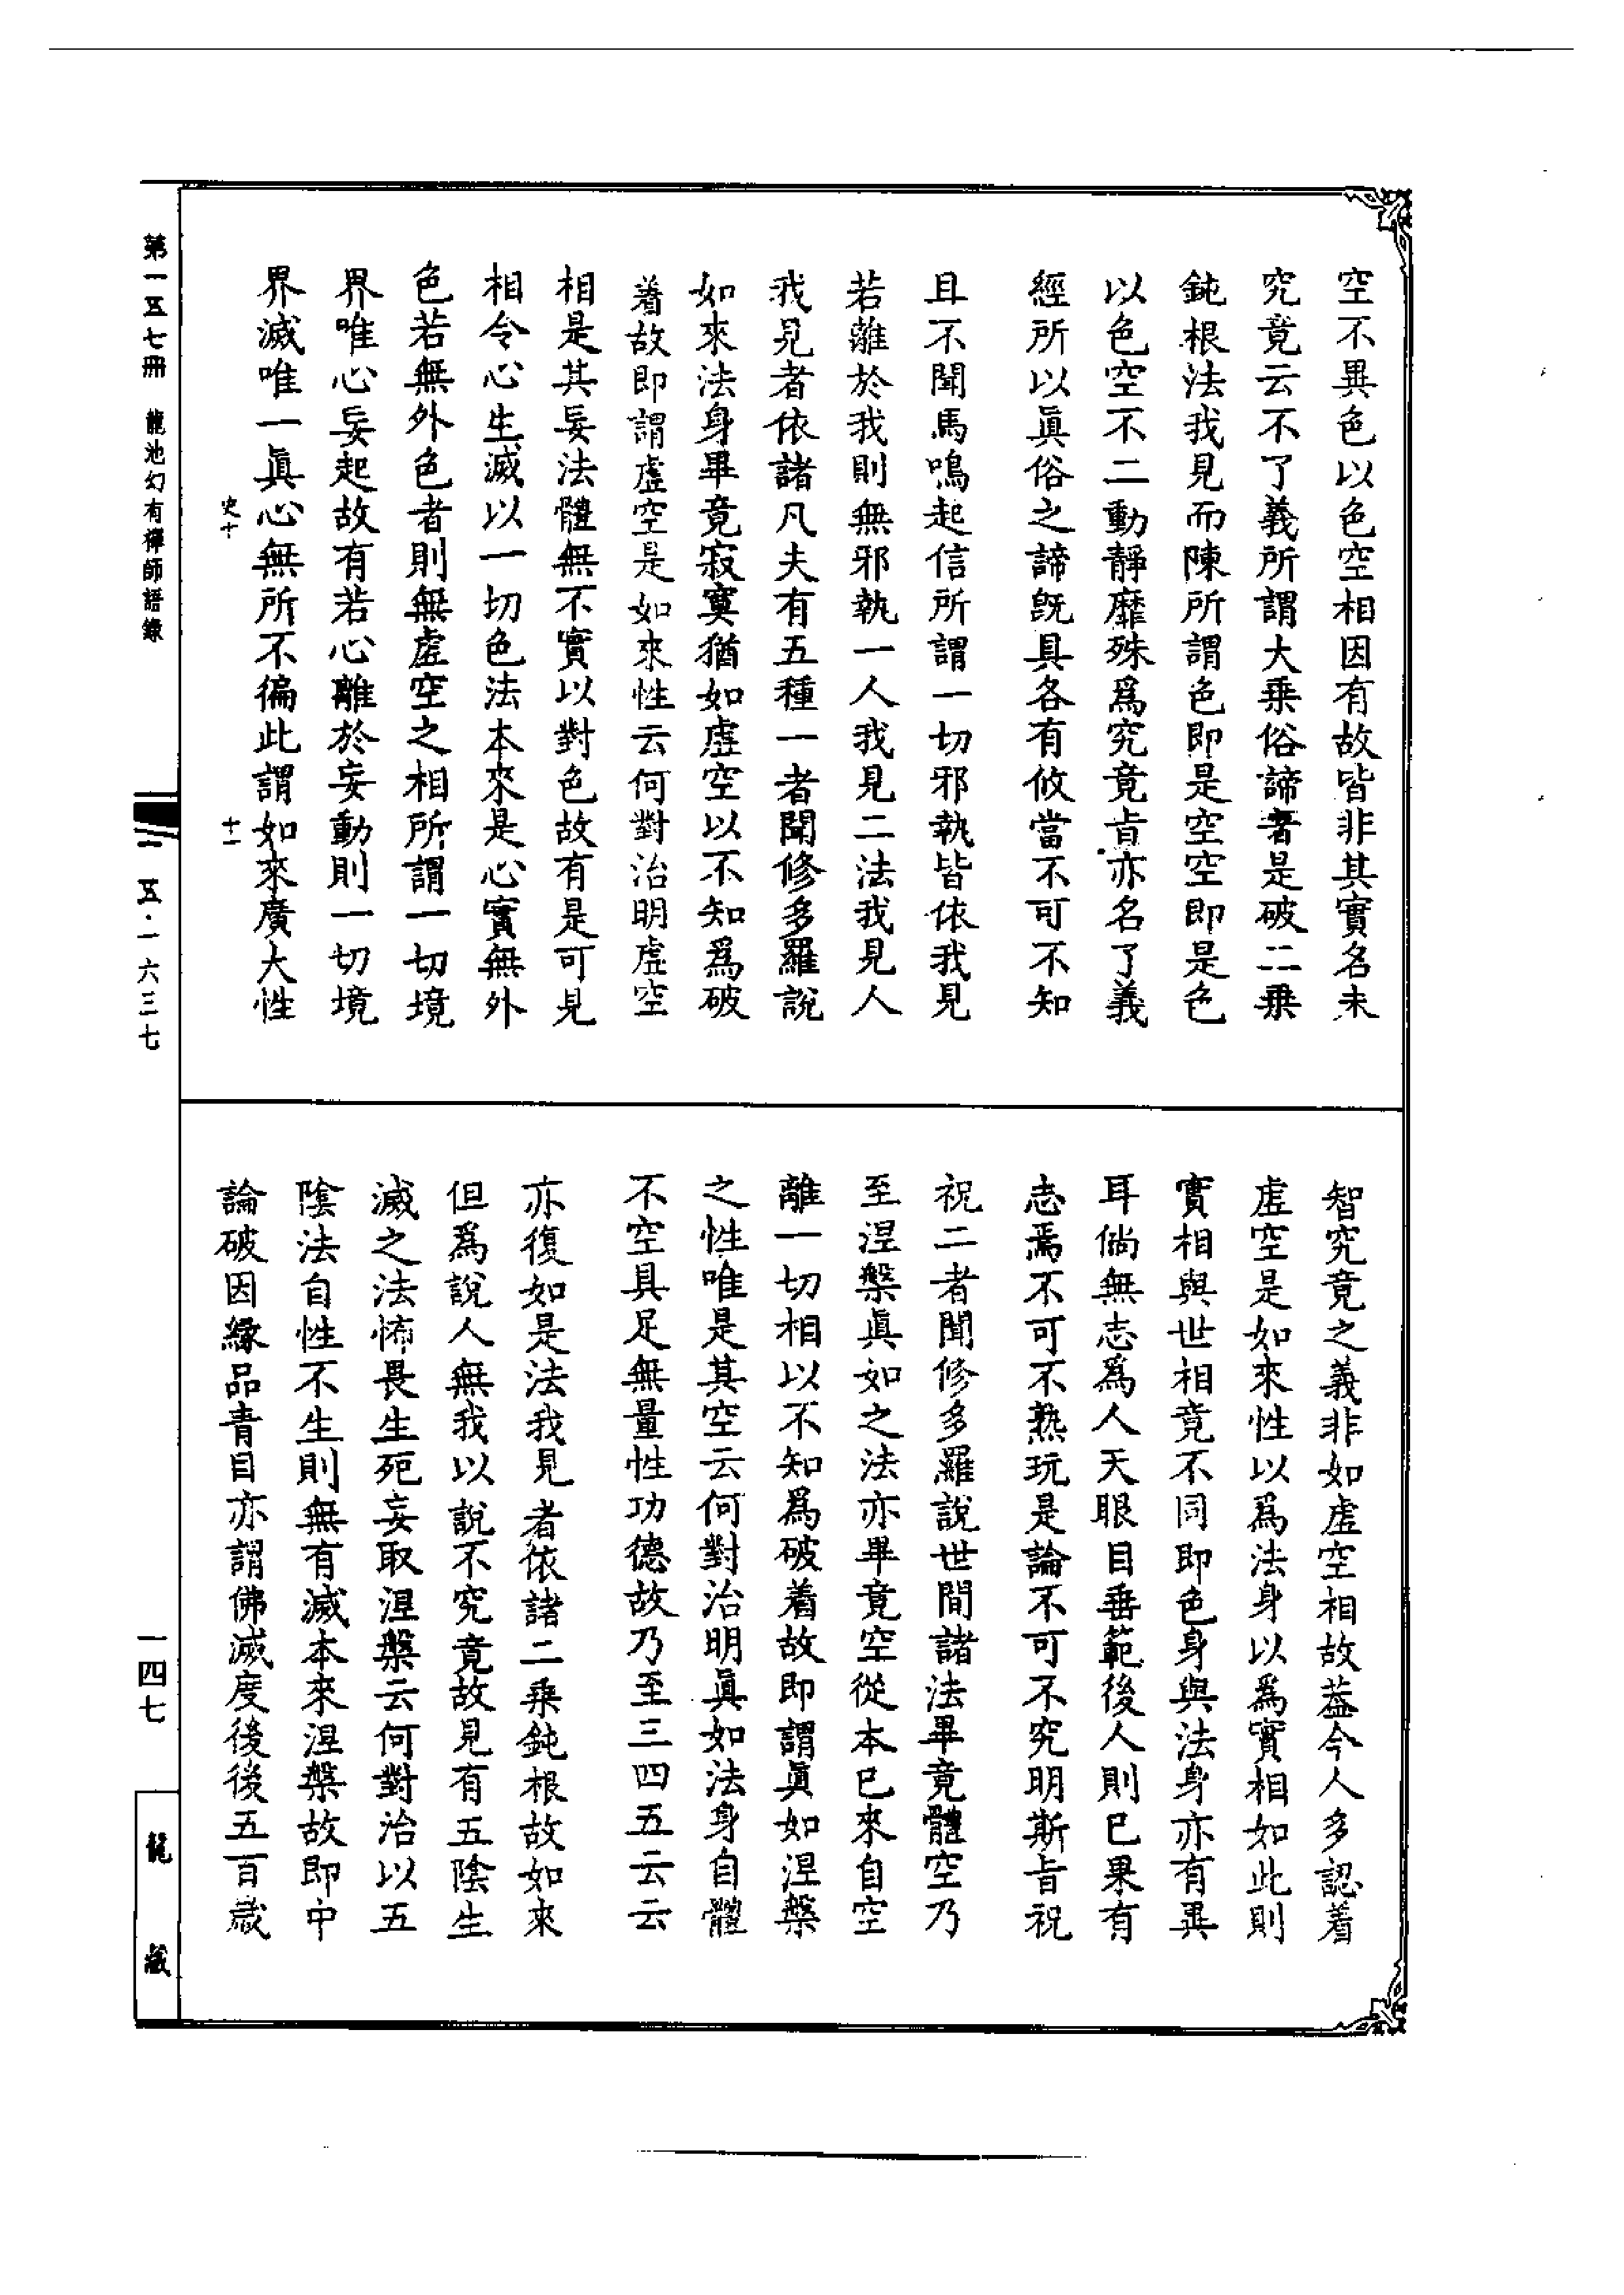 空不異色以色空相因有故皆非其實名未
究竟云不了義所謂大乗俗諦者是破二乗
鈍根法我見而陳所謂色即是空空即是色
以色空不二動靜靡殊爲究竟㫖亦名了義
經所以眞俗之諦旣具各有攸當不可不知
且不聞馬鳴起信所謂一切邪執皆依我見
若離於我則無邪執一人我見二法我見人
我見者依諸凡夫有五種一者聞修多羅說
如來法身畢竟寂寞猶如虛空以不知爲破
着故即謂虛空是如來性云何對治明虛空
相是其妄法體無不實以對色故有是可見
相令心生滅以一切色法本來是心實無外
色若無外色者則無虛空之相所謂一切境
界唯心妄起故有若心離於妄動則一切境
界滅唯一眞心無所不徧此謂如來廣大性
史十 十一
智究竟之義非如虛空相故葢今人多認着
虛空是如來性以爲法身以爲實相如此則
實相與世相竟不同即色身與法身亦有異
耳倘無志爲人天眼目垂範後人則已果有
志焉不可不熟玩是論不可不究明斯旨祝
祝二者聞修多羅說世間諸法畢竟體空乃
至涅槃眞如之法亦畢竟空從本已來自空
離一切相以不知爲破着故即謂眞如涅槃
之性唯是其空云何對治明眞如法身自體
不空具足無量性功德故乃至三四五云云
亦復如是法我見者依諸二乘鈍根故如來
但爲說人無我以說不究竟故見有五陰生
滅之法怖畏生死妄取涅槃云何對治以五
陰法自性不生則無有滅本來涅槃故即中
論破因緣品青目亦謂佛滅度後後五百歲
第一五七冊 龍池幻有禪師語錄
五·一六三七
一四七
龍藏